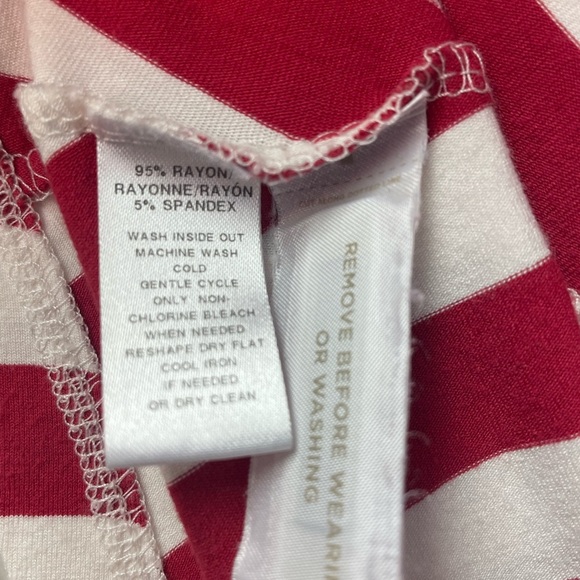 95% RAYON/
RAYONNE/RAYÓN
5% SPANDEX
WASH INSIDE OUT
MACHINE WASH
COLD
GENTLE CYCLE
ONLY NON-
CHLORINE BLEACH
WHEN NEEDED
RESHAPE DRY FLAT
COOL IRON
IF NEEDED
OR DRY CLEAN
REMOVE BEFORE WEARI
OR WASHING